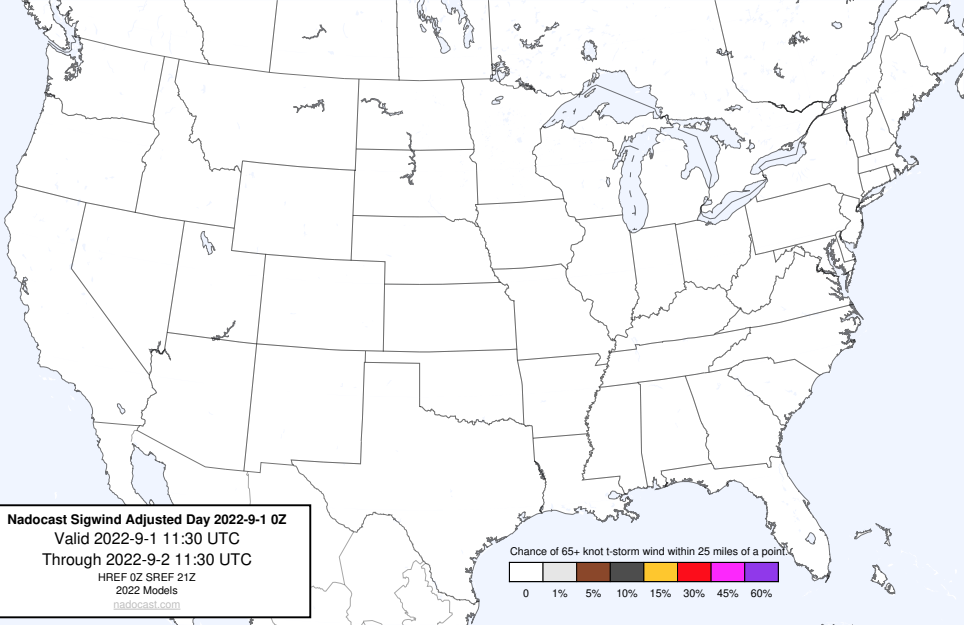 Nadocast Sigwind Adjusted Day 2022-9-1 0Z
Valid 2022-9-1 11:30 UTC
Through 2022-9-2 11:30 UTC
HREF 0Z SREF 21Z
2022 Models
nadocast.com
Chance of 65+ knot t-storm wind within 25 miles of a point.
0 1% 5% 10% 15% 30% 45% 60%